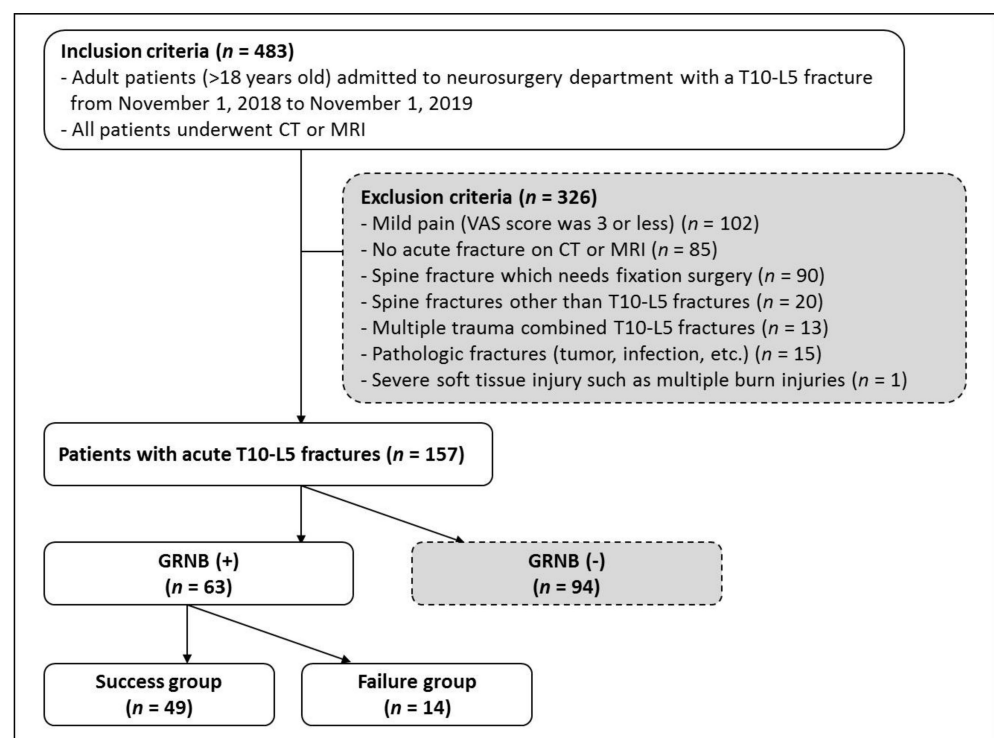 Inclusion criteria (n = 483)
- Adult patients (>18 years old) admitted to neurosurgery department with a T10-L5 fracture
from November 1, 2018 to November 1, 2019
- All patients underwent CT or MRI
Exclusion criteria (n = 326)
- Mild pain (VAS score was 3 or less) (n = 102)
- No acute fracture on CT or MRI (n = 85)
- Spine fracture which needs fixation surgery (n = 90)
- Spine fractures other than T10-L5 fractures (n = 20)
- Multiple trauma combined T10-L5 fractures (n = 13)
- Pathologic fractures (tumor, infection, etc.) (n = 15)
- Severe soft tissue injury such as multiple burn injuries (n = 1)
Patients with acute T10-L5 fractures (n = 157)
GRNB (+)
(n = 63)
GRNB (-)
(n = 94)
Success group
(n = 49)
Failure group
(n = 14)